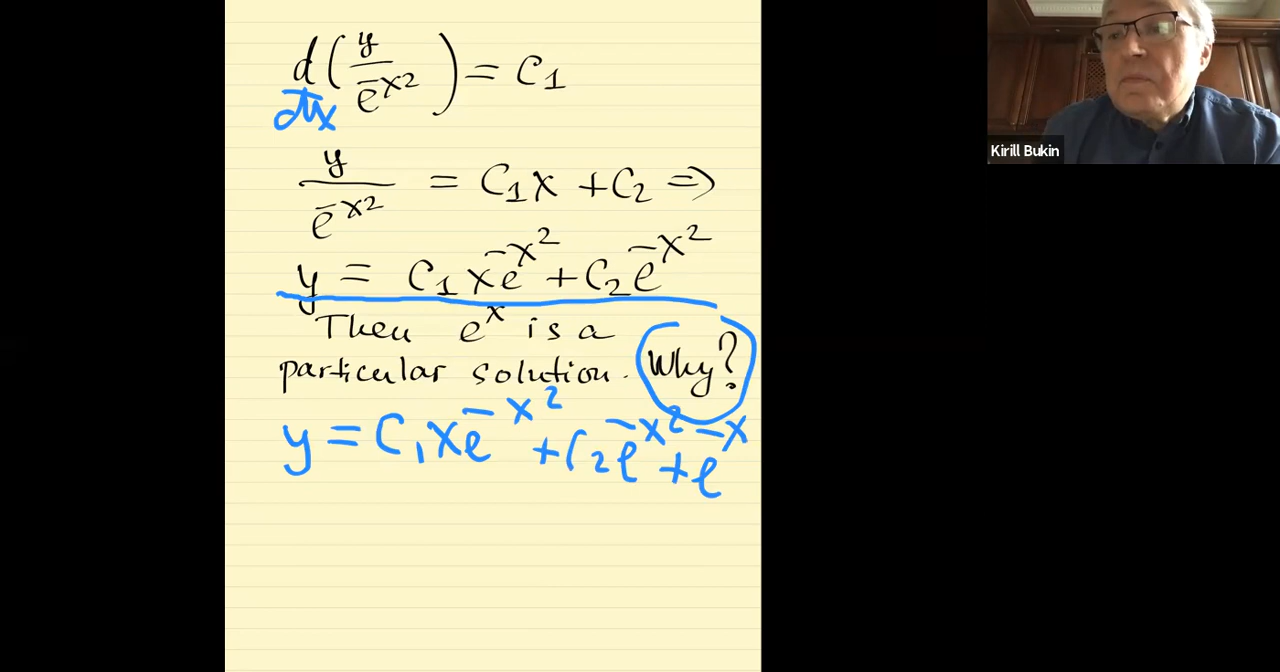 d/dx (y/e^-x²) = C₁
y/e^-x² = C₁x + C₂ ⇒
y = C₁xe^-x² + C₂e^-x²
Then e^x is a
particular solution. Why?
y = C₁xe^-x² + C₂e^-x² + e^-x
Kirill Bukin